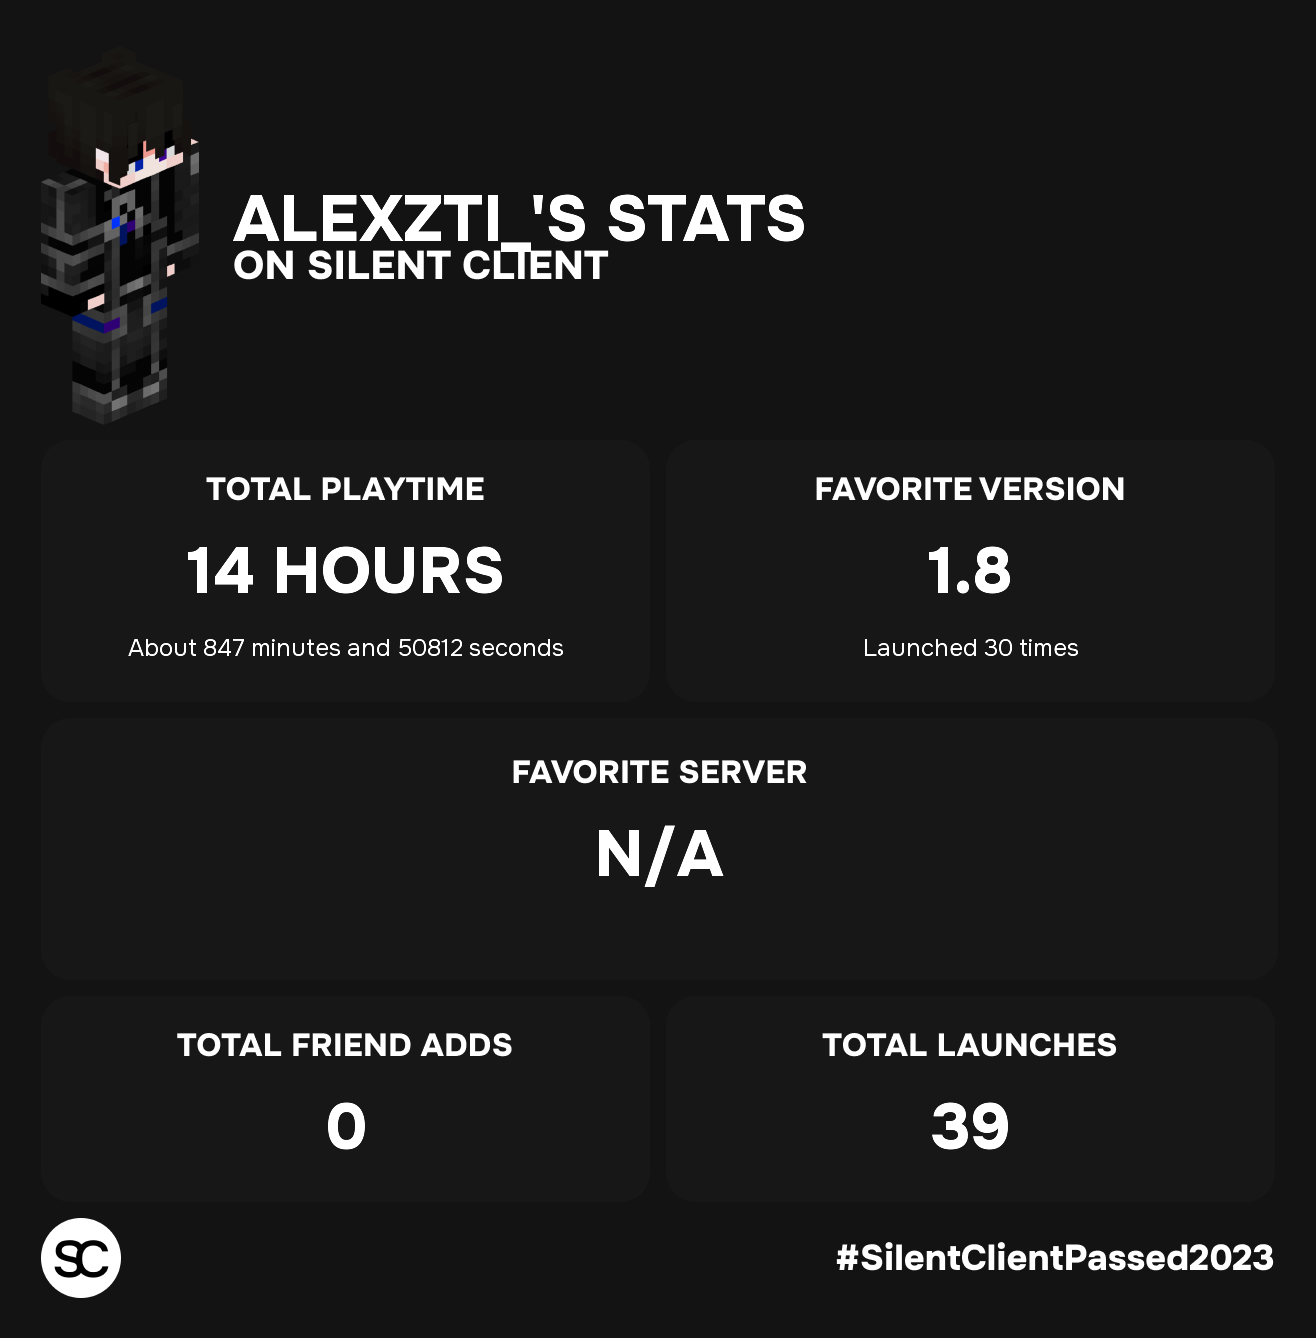 ALEXZTI_'S STATS
ON SILENT CLIENT
TOTAL PLAYTIME
14 HOURS
About 847 minutes and 50812 seconds
FAVORITE VERSION
1.8
Launched 30 times
FAVORITE SERVER
N/A
TOTAL FRIEND ADDS
0
TOTAL LAUNCHES
39
SC
#SilentClientPassed2023